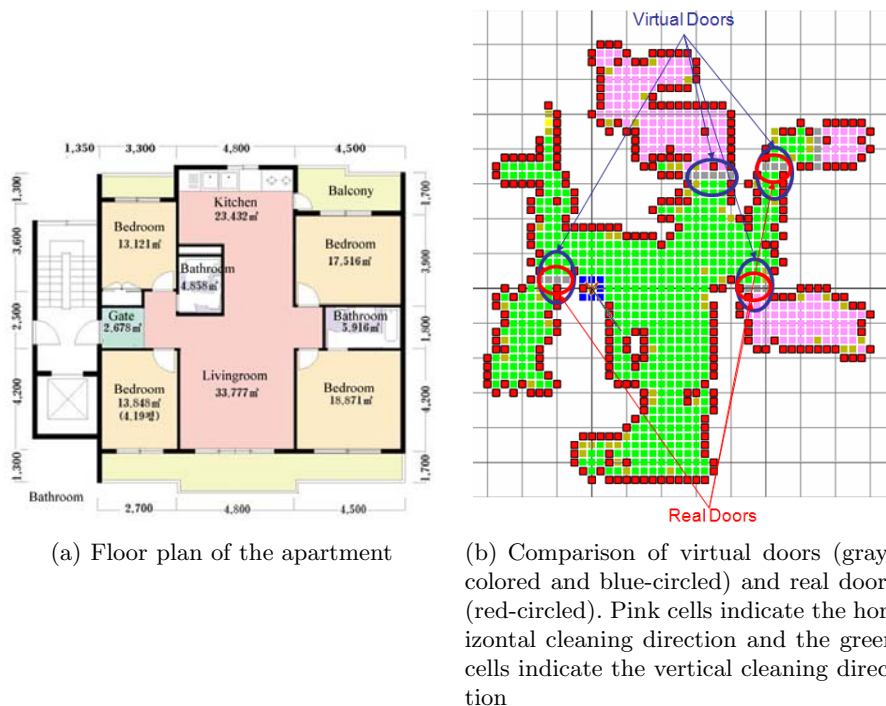 Virtual Doors
1,350
3,300
4,800
4,500
1,300
3,600
2,500
4,200
1,300
1,700
3,900
1,800
4,200
1,700
Kitchen
23.432㎡
Balcony
Bedroom
13.121㎡
Bedroom
17,516㎡
Bathroom
4.858㎡
Gate
2,678㎡
Bathroom
5,916㎡
Livingroom
33,777㎡
Bedroom
13,848㎡
(4.19평)
Bedroom
18,871㎡
Bathroom
2,700
4,800
4,500
Real Doors
(a) Floor plan of the apartment
(b) Comparison of virtual doors (gray
colored and blue-circled) and real door
(red-circled). Pink cells indicate the hor
izontal cleaning direction and the green
cells indicate the vertical cleaning direc
tion